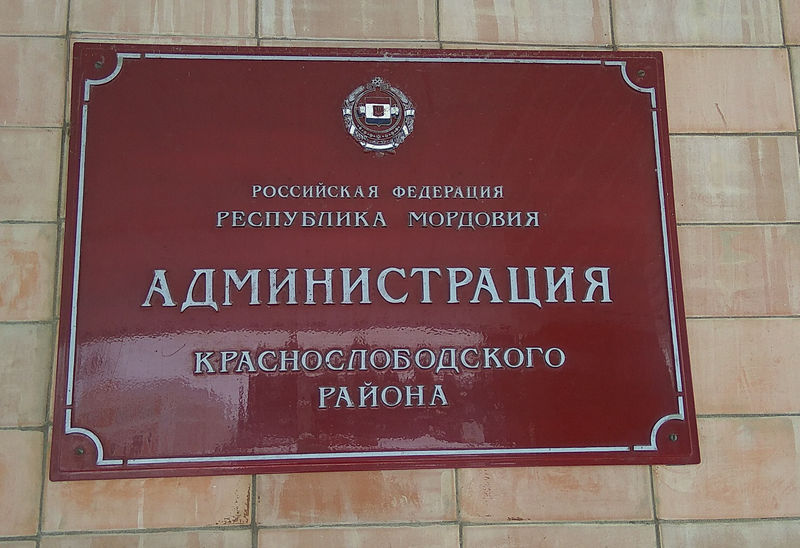 РОССИЙСКАЯ ФЕДЕРАЦИЯ
РЕСПУБЛИКА МОРДОВИЯ
АДМИНИСТРАЦИЯ
КРАСНОСЛОБОДСКОГО
РАЙОНА